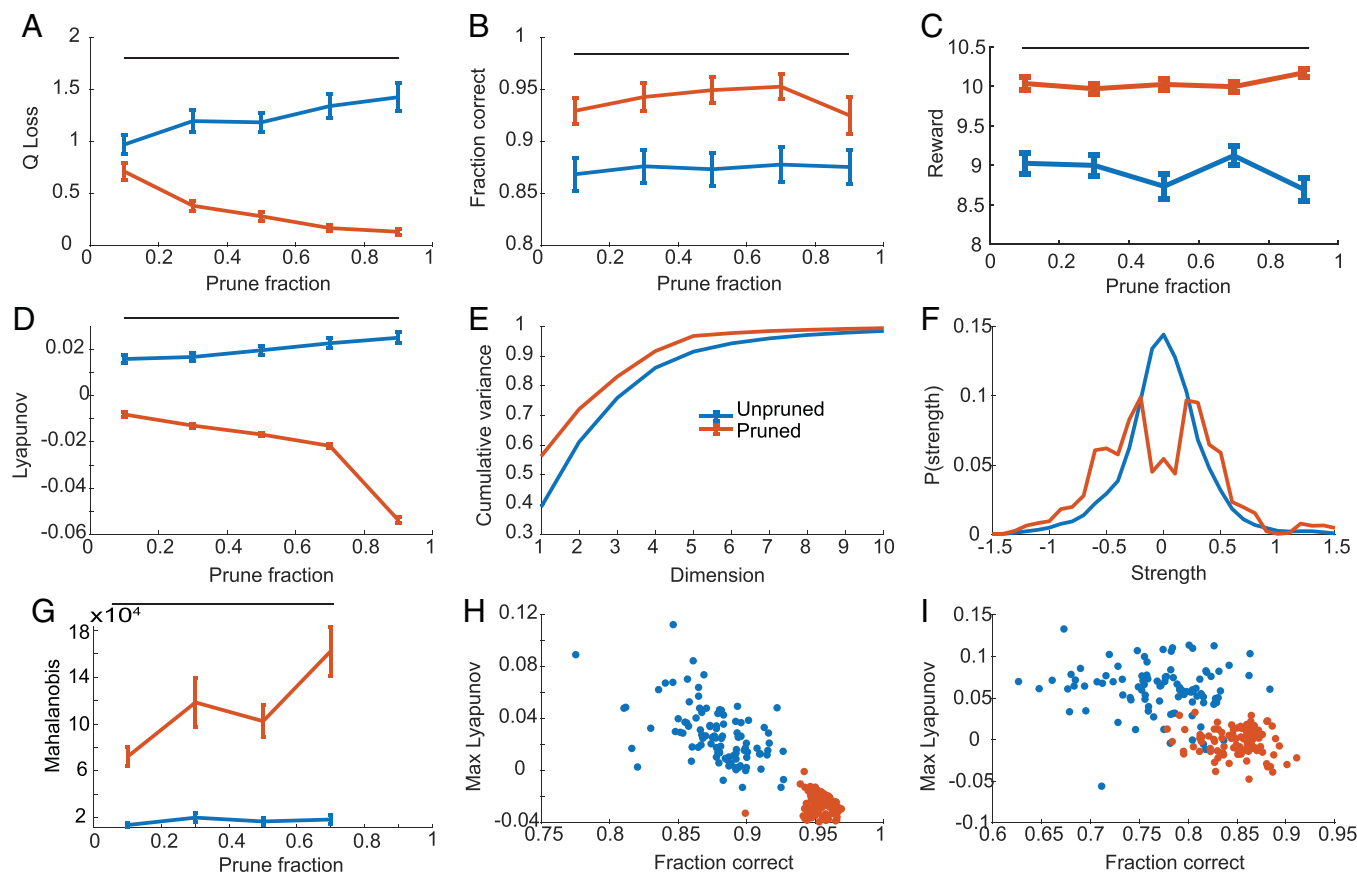 A
2
1.5
1
0.5
0
Q Loss
0 0.2 0.4 0.6 0.8 1
Prune fraction
B
1
0.95
0.9
0.85
0.8
Fraction correct
0 0.2 0.4 0.6 0.8 1
Prune fraction
C
10.5
10
9.5
9
8.5
8
Reward
0 0.2 0.4 0.6 0.8 1
Prune fraction
D
0.02
0
-0.02
-0.04
-0.06
Lyapunov
0 0.2 0.4 0.6 0.8 1
Prune fraction
E
1
0.9
0.8
0.7
0.6
0.5
0.4
0.3
Cumulative variance
Unpruned
Pruned
1 2 3 4 5 6 7 8 9 10
Dimension
F
0.15
0.1
0.05
0
P(strength)
-1.5 -1 -0.5 0 0.5 1 1.5
Strength
G
×10⁴
18
14
10
6
2
Mahalanobis
0 0.2 0.4 0.6 0.8 1
Prune fraction
H
0.12
0.08
0.04
0
-0.04
Max Lyapunov
0.75 0.8 0.85 0.9 0.95 1
Fraction correct
I
0.15
0.1
0.05
0
-0.05
-0.1
Max Lyapunov
0.6 0.65 0.7 0.75 0.8 0.85 0.9 0.95
Fraction correct